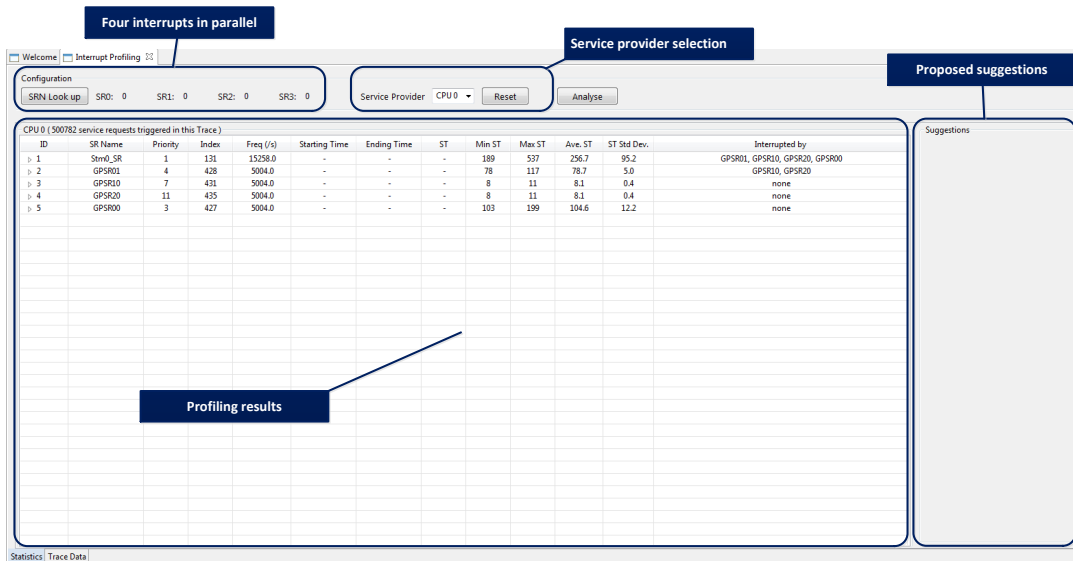 Four interrupts in parallel
Service provider selection
Proposed suggestions
Welcome Interrupt Profiling
Configuration
SRN Look up SR0: 0 SR1: 0 SR2: 0 SR3: 0 Service Provider CPU 0 Reset Analyse
CPU 0 ( 500782 service requests triggered in this Trace ) Suggestions
ID SR Name Priority Index Freq (/s) Starting Time Ending Time ST Min ST Max ST Ave. ST ST Std Dev. Interrupted by
1 Stm0_SR 1 131 15258.0 - - - 189 537 256.7 95.2 GPSR01, GPSR10, GPSR20, GPSR00
2 GPSR01 4 428 5004.0 - - - 78 117 78.7 5.0 GPSR10, GPSR20
3 GPSR10 7 431 5004.0 - - - 8 11 8.1 0.4 none
4 GPSR20 11 435 5004.0 - - - 8 11 8.1 0.4 none
5 GPSR00 3 427 5004.0 - - - 103 199 104.6 12.2 none
Profiling results
Statistics Trace Data